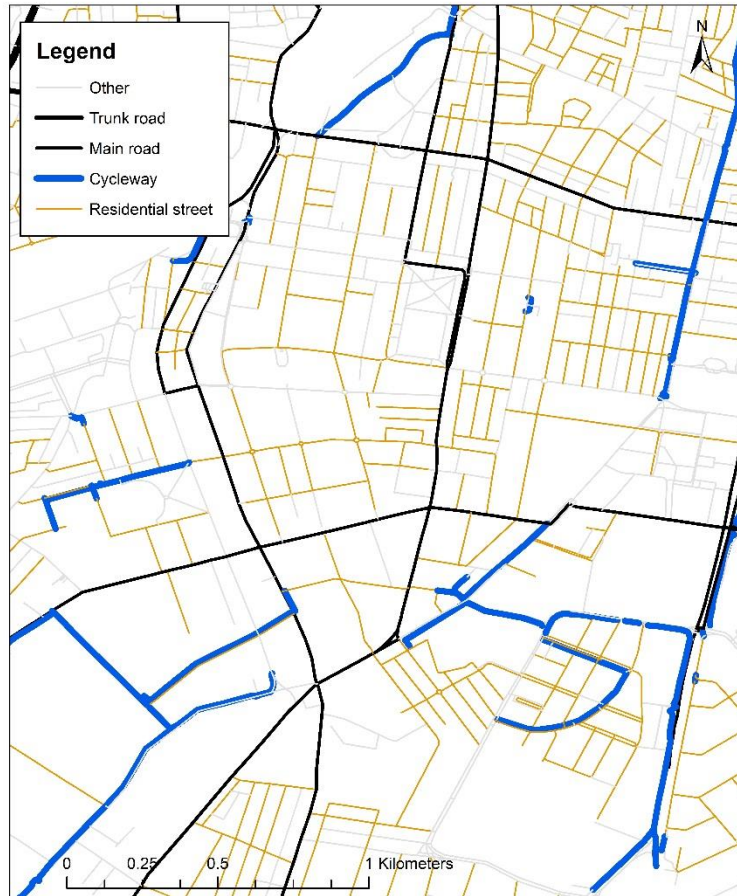 Legend
Other
Trunk road
Main road
Cycleway
Residential street
N
0 0.25 0.5 1 Kilometers